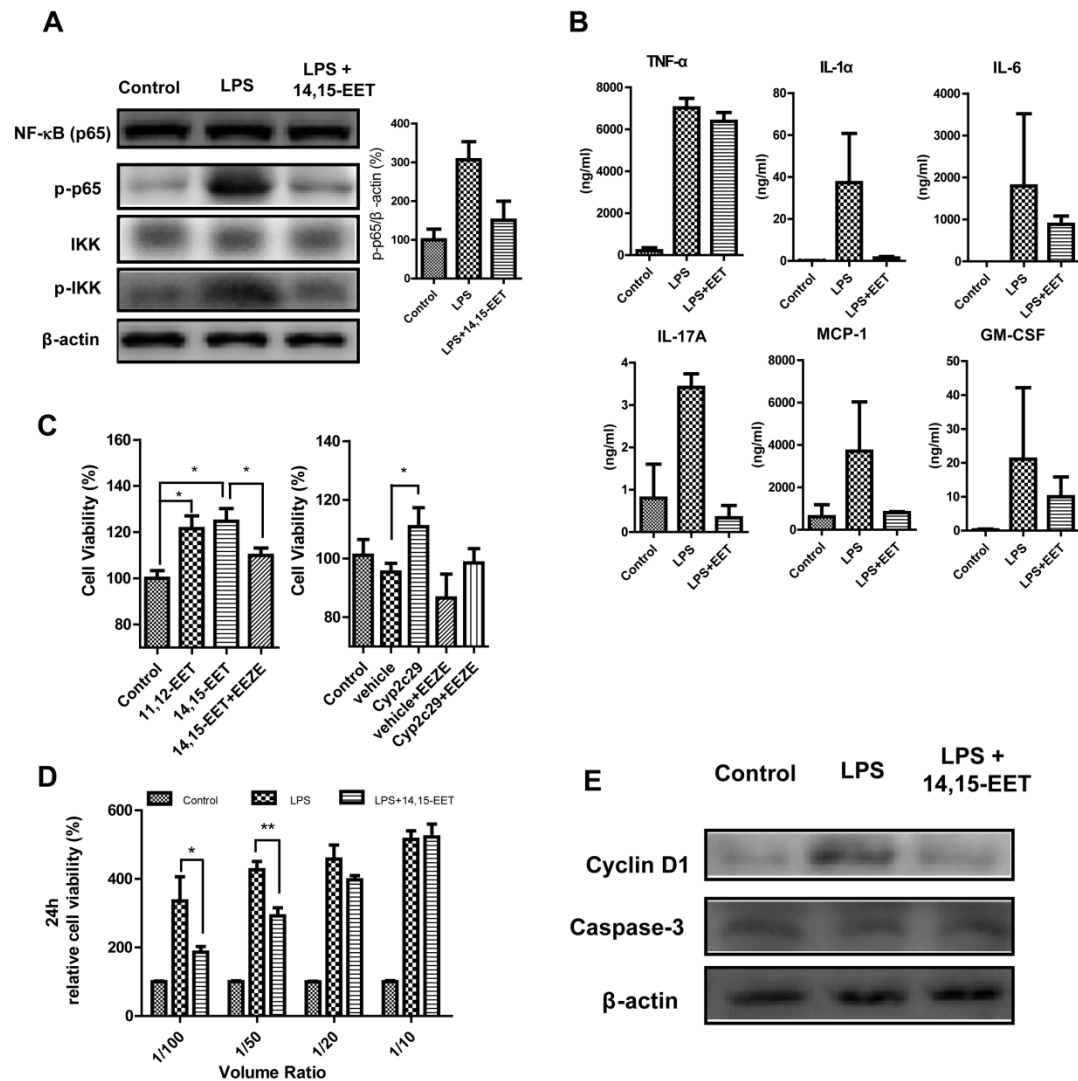 A
Control
LPS
LPS +
14,15-EET
NF-κB (p65)
p-p65
IKK
p-IKK
β-actin
p-p65/β -actin (%)
400
300
200
100
0
Control
LPS
LPS+14,15-EET
B
TNF-α
(ng/ml)
8000
6000
4000
2000
0
Control
LPS
LPS+EET
IL-1α
(ng/ml)
80
60
40
20
0
Control
LPS
LPS+EET
IL-6
(ng/ml)
4000
3000
2000
1000
0
Control
LPS
LPS+EET
IL-17A
(ng/ml)
4
3
2
1
0
Control
LPS
LPS+EET
MCP-1
(ng/ml)
8000
6000
4000
2000
0
Control
LPS
LPS+EET
GM-CSF
(ng/ml)
50
40
30
20
10
0
Control
LPS
LPS+EET
C
Cell Viability (%)
160
140
120
100
80
*
*
*
Control
11,12-EET
14,15-EET
14,15-EET+EEZE
Cell Viability (%)
140
120
100
80
*
Control
vehicle
Cyp2c29
vehicle+EEZE
Cyp2c29+EEZE
D
Control
LPS
LPS+14,15-EET
24h
relative cell viability (%)
600
400
200
0
*
**
1/100
1/50
1/20
1/10
Volume Ratio
E
Control
LPS
LPS +
14,15-EET
Cyclin D1
Caspase-3
β-actin